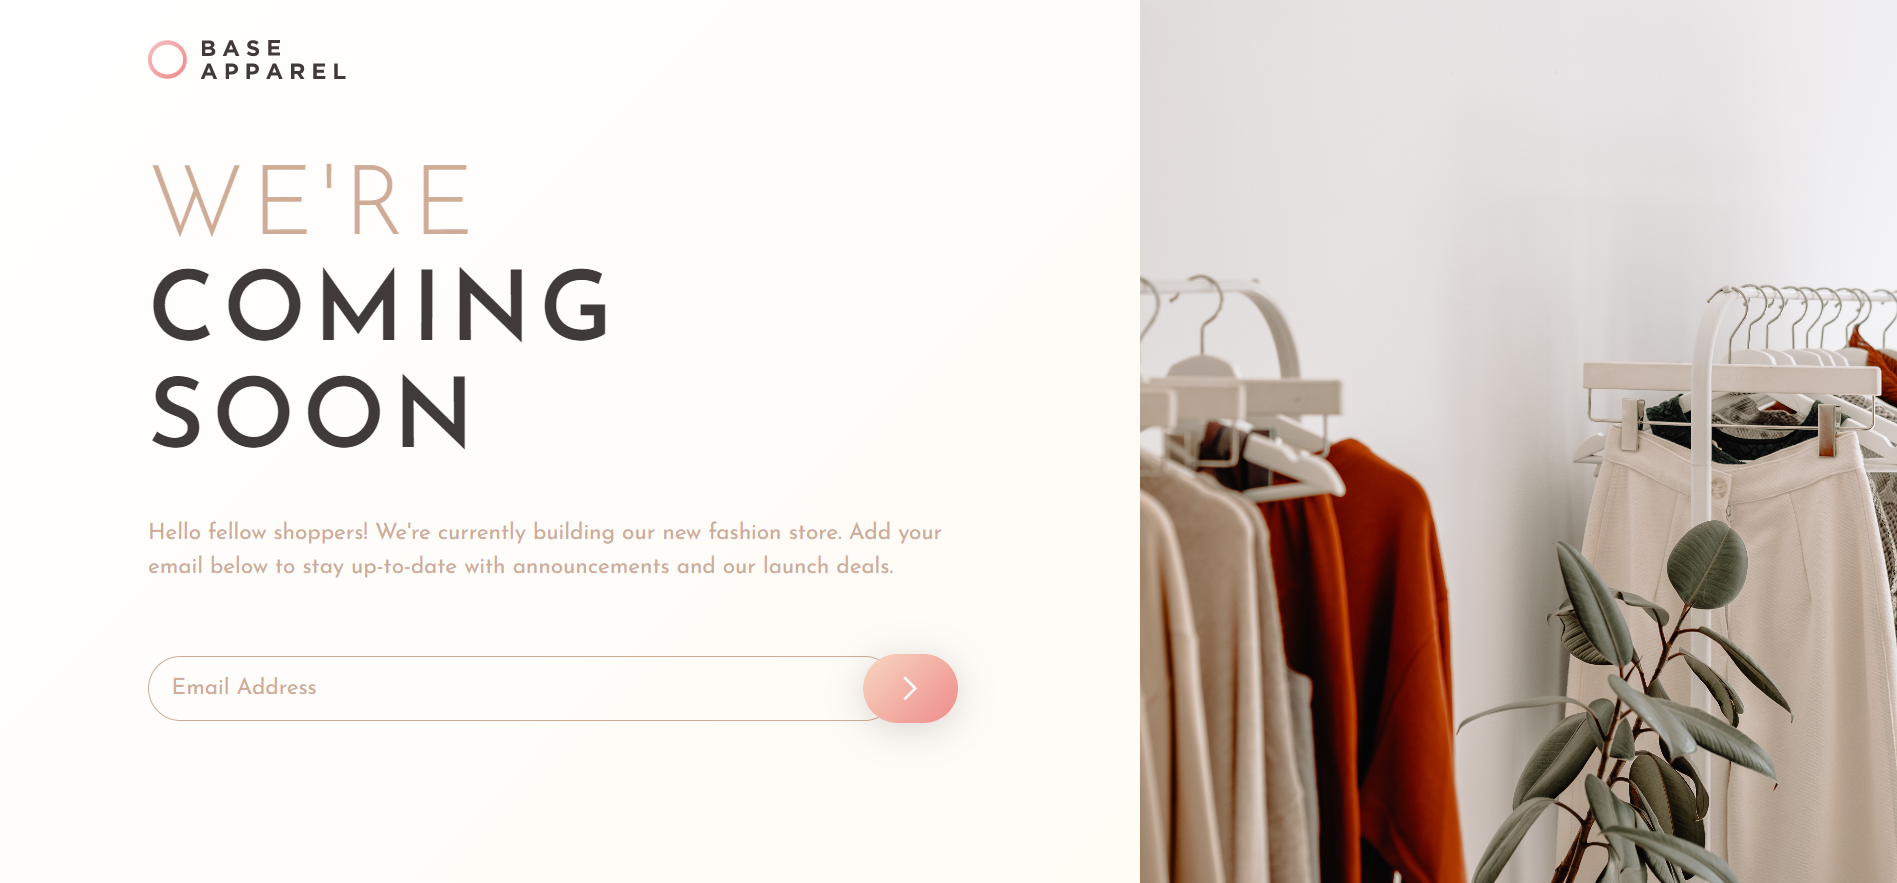 BASE
APPAREL
WE'RE
COMING
SOON
Hello fellow shoppers! We're currently building our new fashion store. Add your
email below to stay up-to-date with announcements and our launch deals.
Email Address